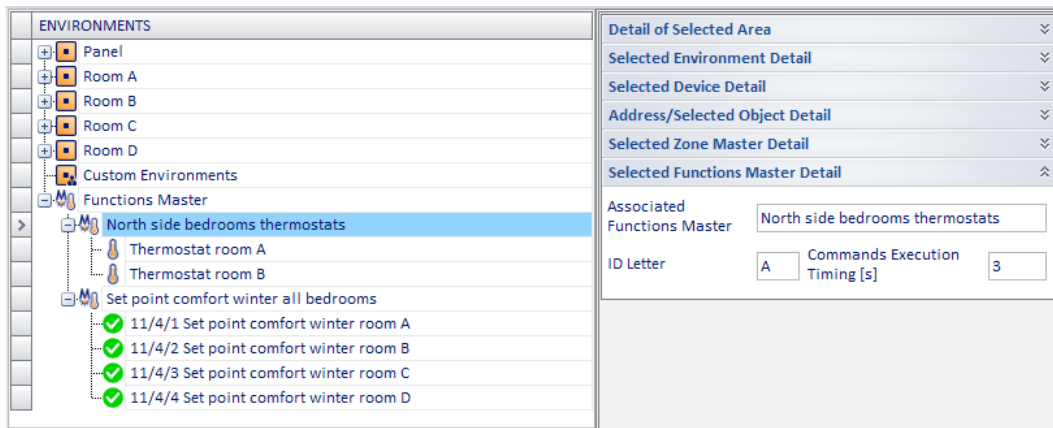 ENVIRONMENTS
Panel
Room A
Room B
Room C
Room D
Custom Environments
Functions Master
North side bedrooms thermostats
Thermostat room A
Thermostat room B
Set point comfort winter all bedrooms
11/4/1 Set point comfort winter room A
11/4/2 Set point comfort winter room B
11/4/3 Set point comfort winter room C
11/4/4 Set point comfort winter room D
Detail of Selected Area
Selected Environment Detail
Selected Device Detail
Address/Selected Object Detail
Selected Zone Master Detail
Selected Functions Master Detail
Associated
Functions Master
North side bedrooms thermostats
ID Letter
A
Commands Execution
Timing [s]
3